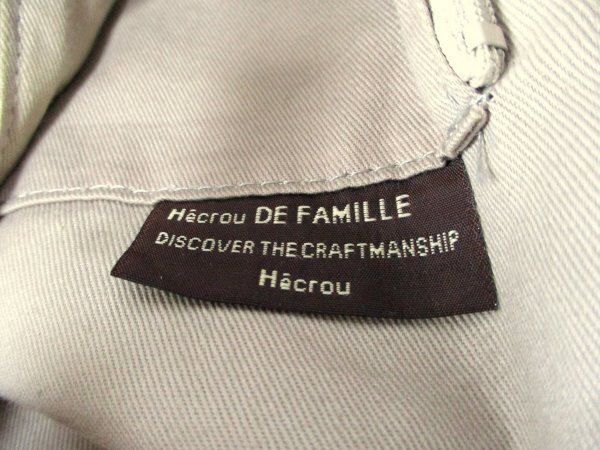 Hêcrou DE FAMILLE
DISCOVER THE CRAFTMANSHIP
Hêcrou